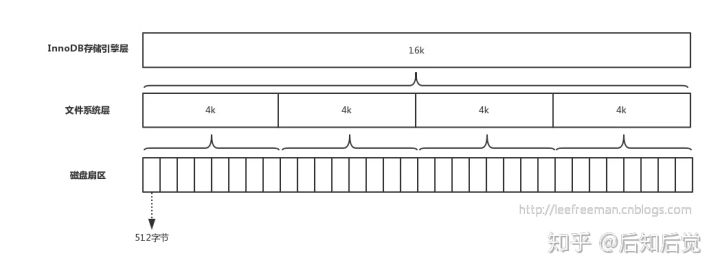 InnoDB存储引擎层
16k
文件系统层
4k 4k 4k 4k
磁盘扇区
512字节
http://leefreeman.cnblogs.com
知乎 @后知后觉